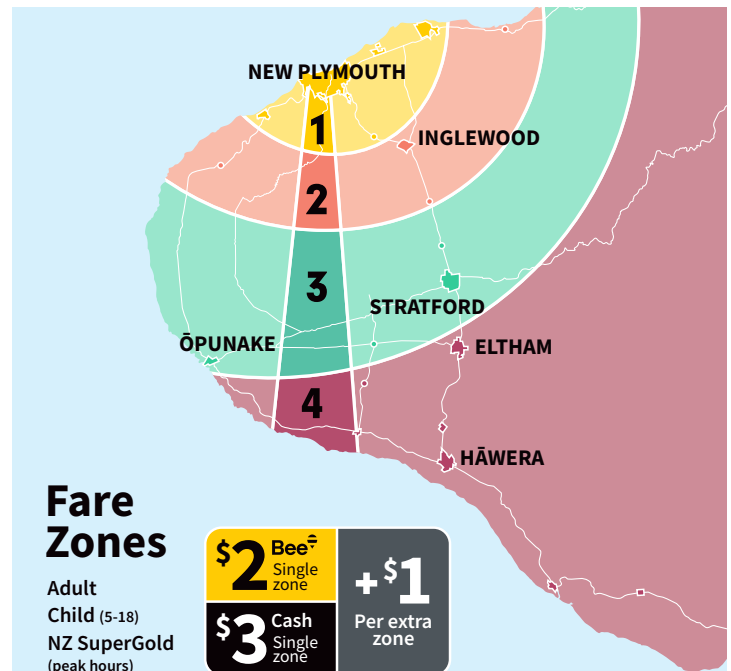 NEW PLYMOUTH
1
INGLEWOOD
2
3
STRATFORD
ŌPUNAKE
ELTHAM
4
HĀWERA
Fare
Zones
Adult
Child (5-18)
NZ SuperGold
(peak hours)
$2 Bee
Single
zone
$3 Cash
Single
zone
+$1
Per extra
zone